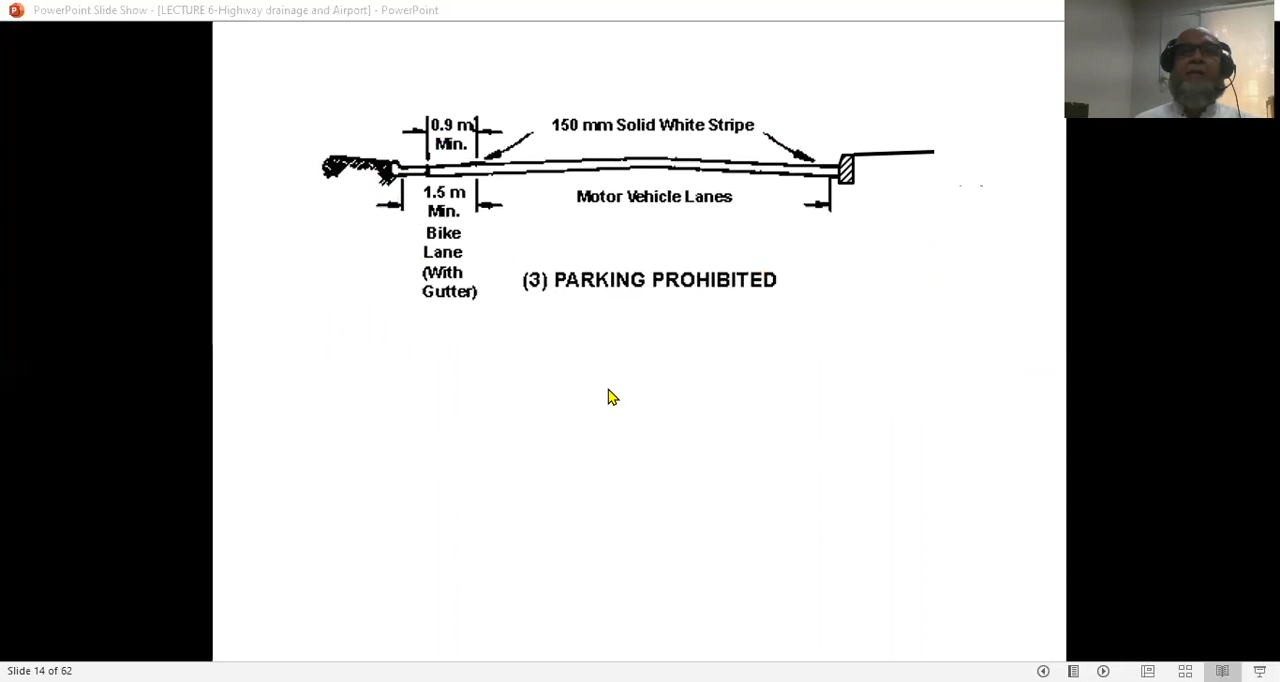 PowerPoint Slide Show - [LECTURE 6-Highway drainage and Airport] - PowerPoint
0.9 m
Min.
150 mm Solid White Stripe
1.5 m
Min.
Bike
Lane
(With
Gutter)
Motor Vehicle Lanes
(3) PARKING PROHIBITED
Slide 14 of 62